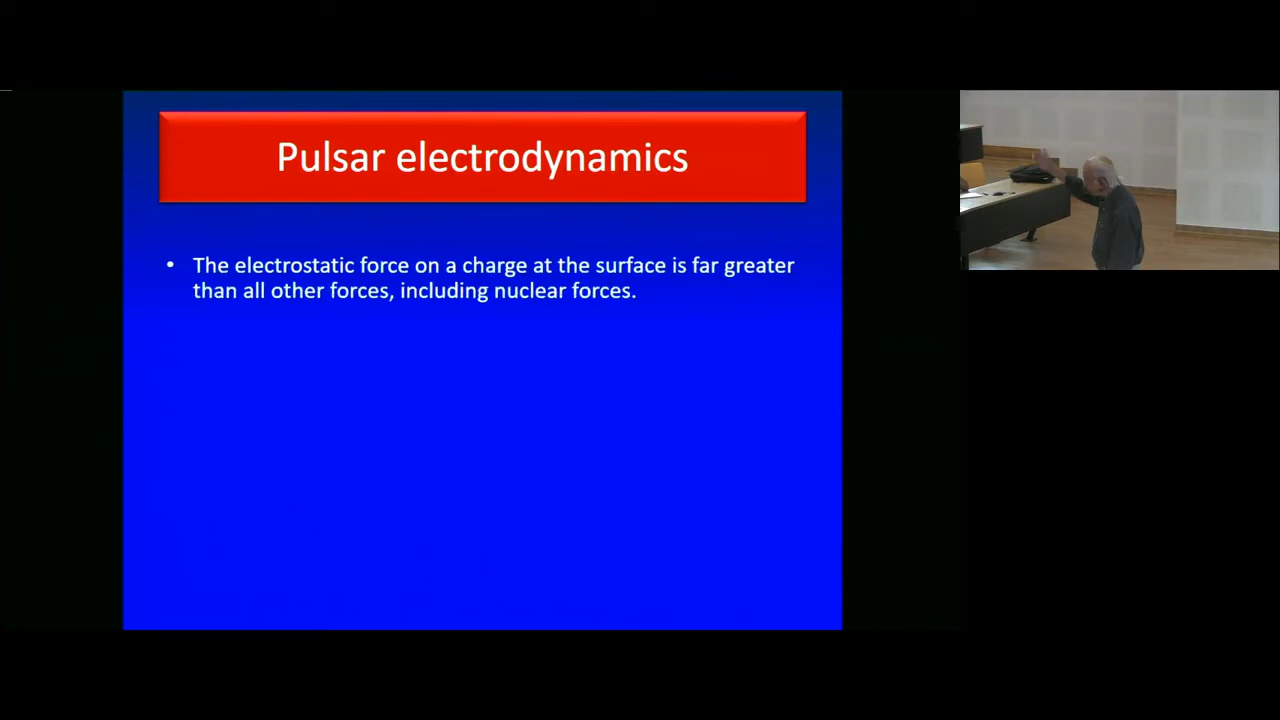 Pulsar electrodynamics
• The electrostatic force on a charge at the surface is far greater
than all other forces, including nuclear forces.